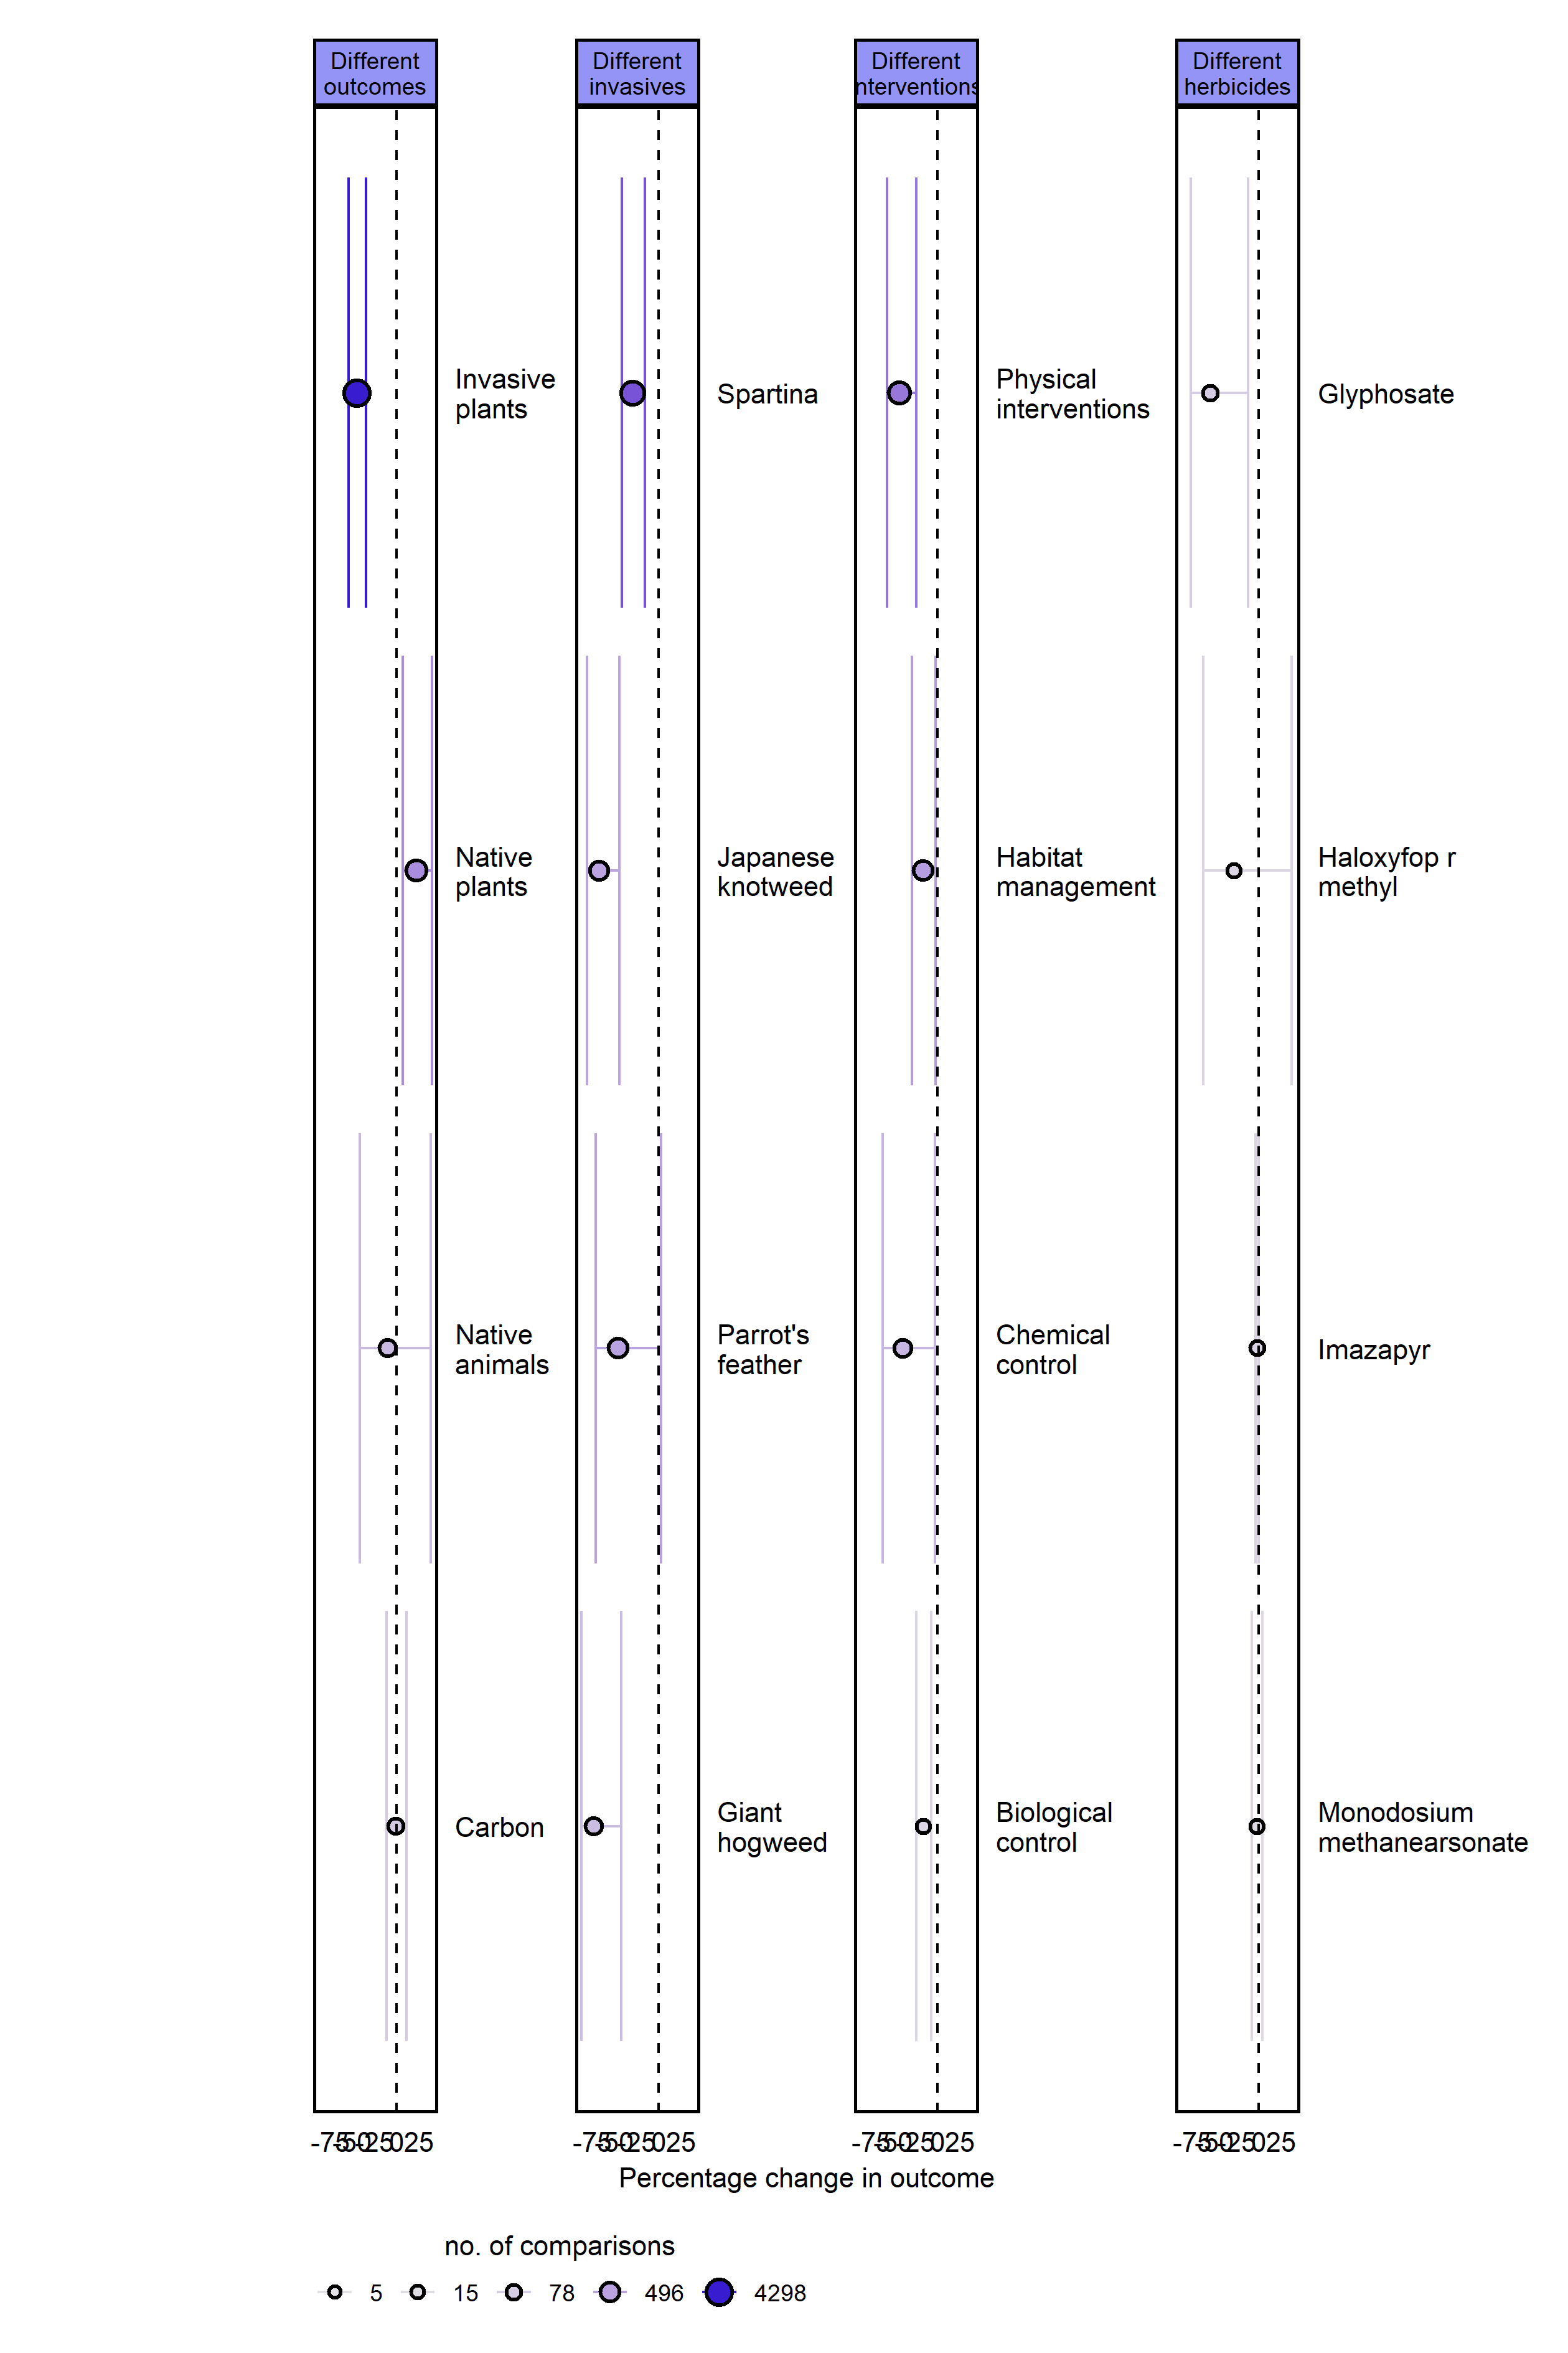 Different
outcomes
Different
invasives
Different
nterventions
Different
herbicides
Invasive
plants
Spartina
Physical
interventions
Glyphosate
Native
plants
Japanese
knotweed
Habitat
management
Haloxyfop r
methyl
Native
animals
Parrot's
feather
Chemical
control
Imazapyr
Carbon
Giant
hogweed
Biological
control
Monodosium
methanearsonate
-75 -50 -25 0 25 -75 -50 -25 0 25 -75 -50 -25 0 25 -75 -50 -25 0 25
Percentage change in outcome
no. of comparisons
5 15 78 496 4298